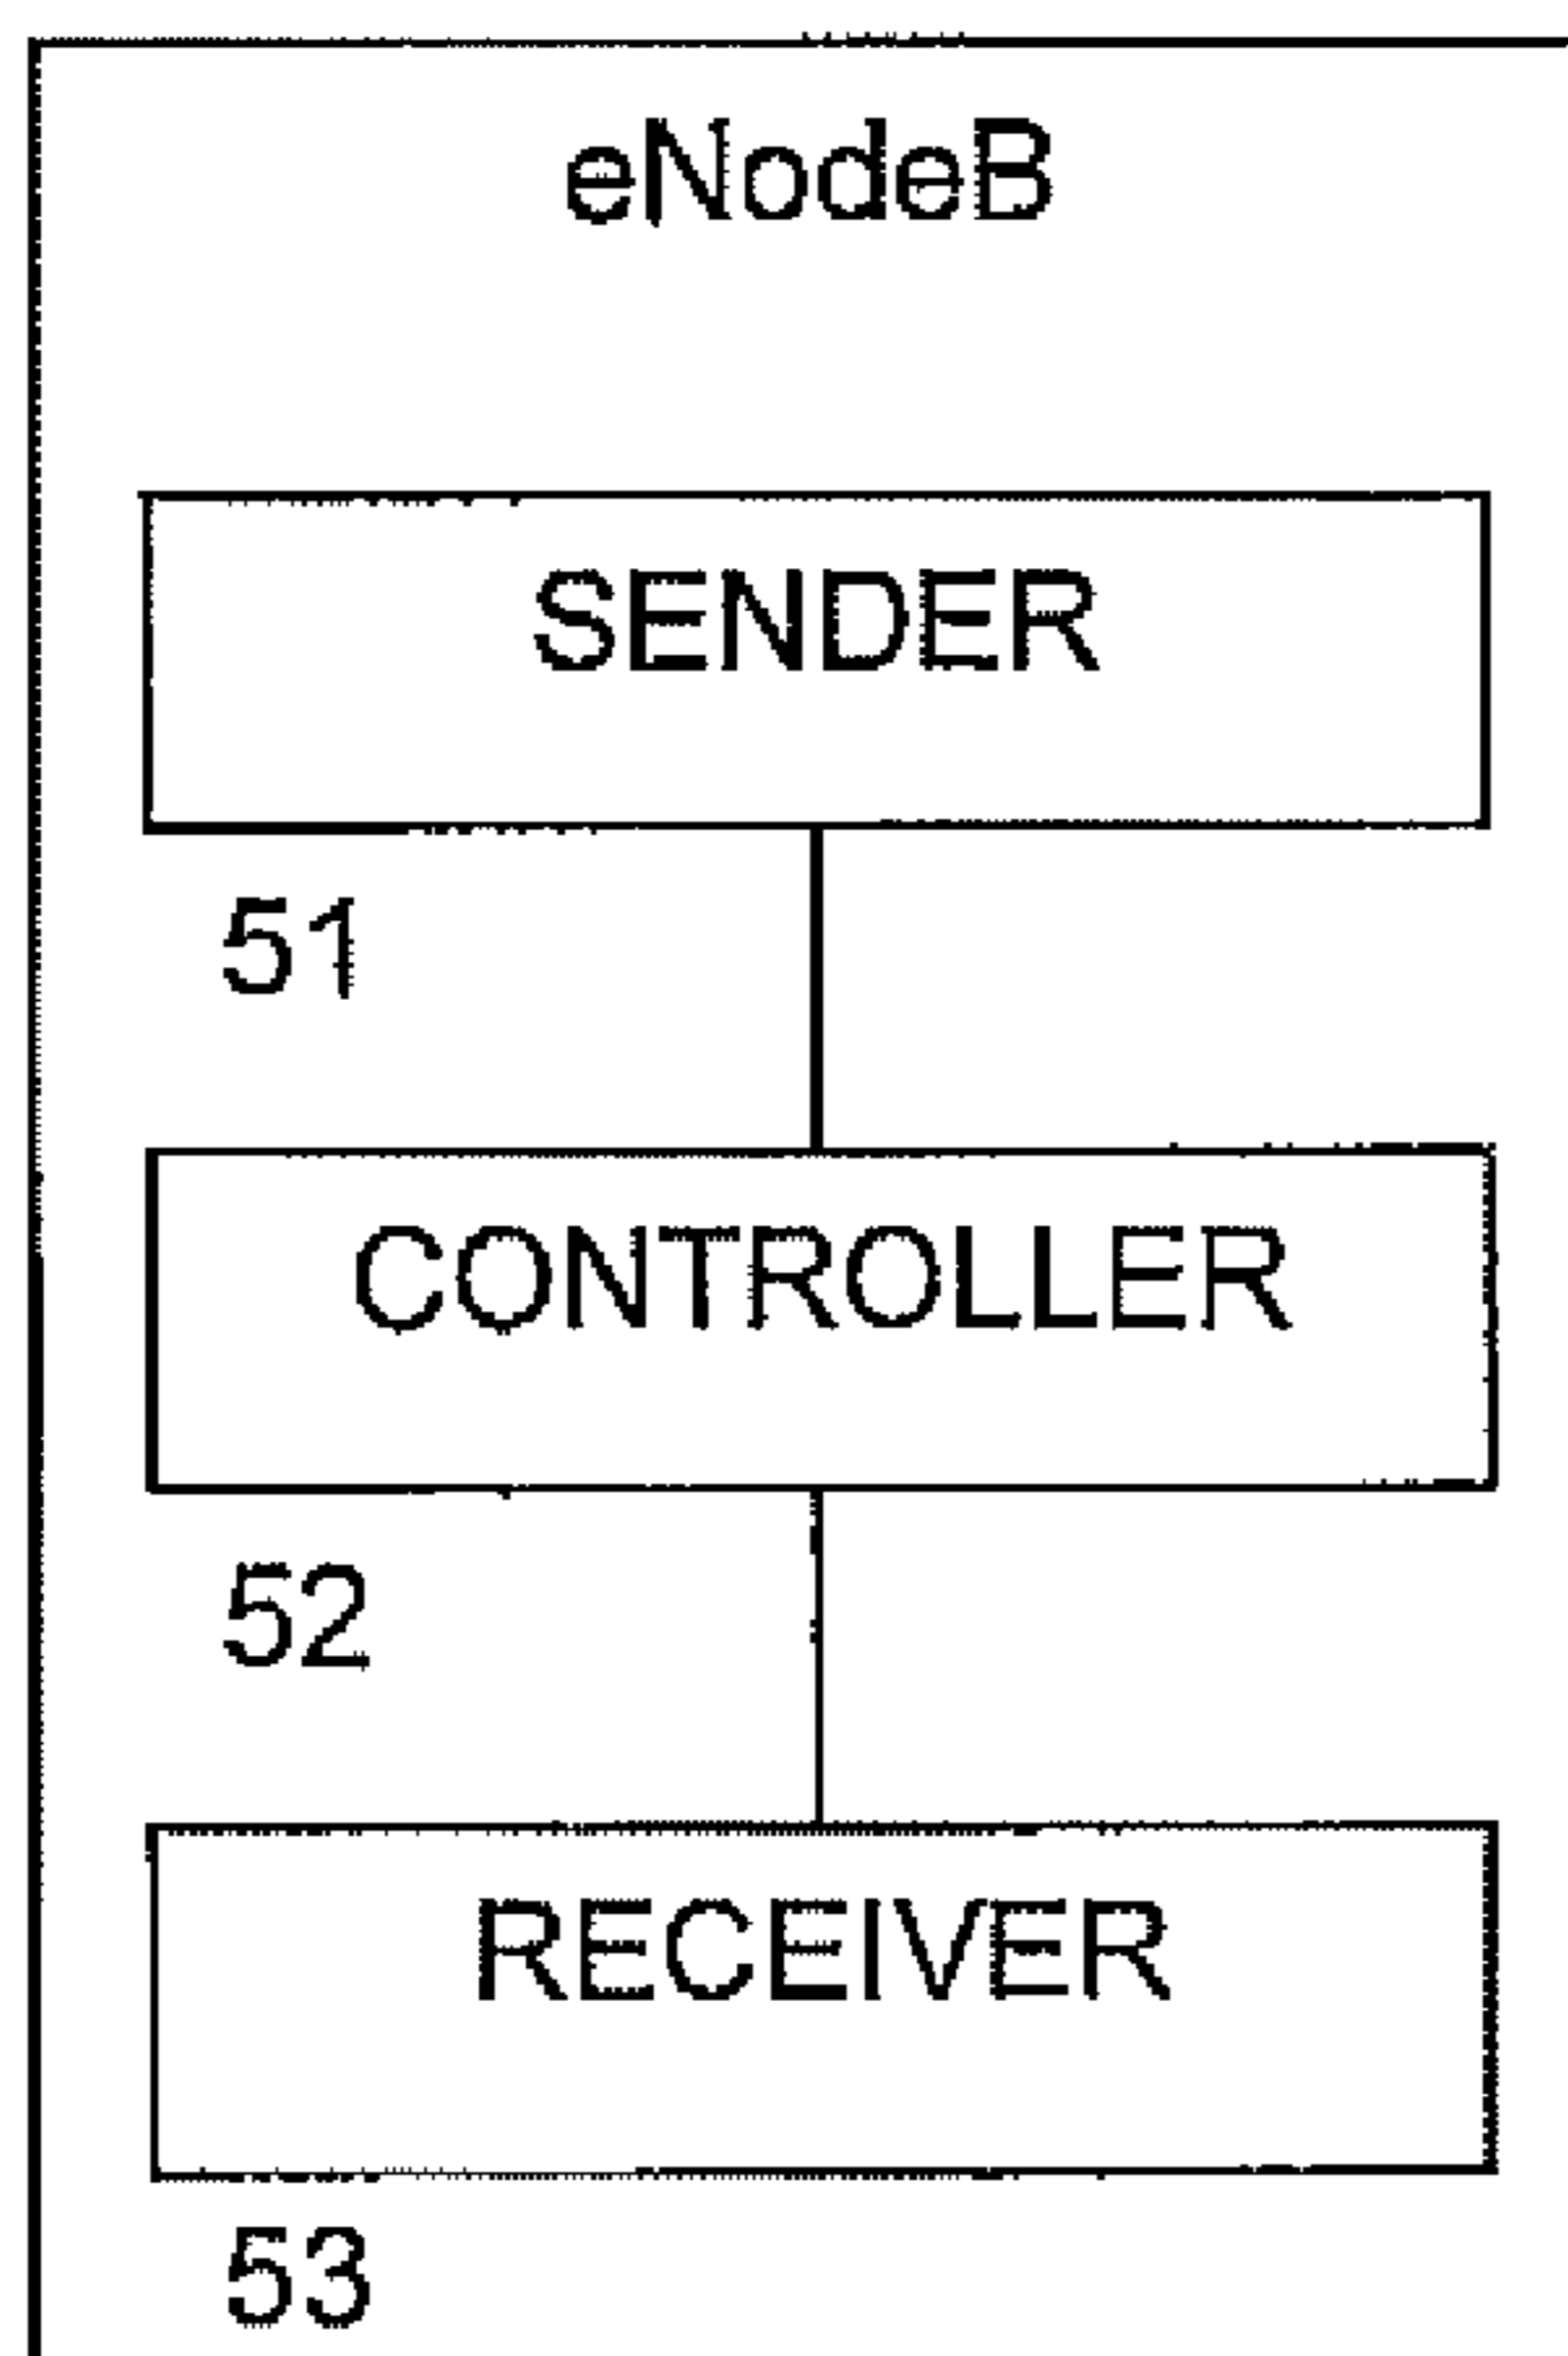 eNodeB
SENDER
51
CONTROLLER
52
RECEIVER
53